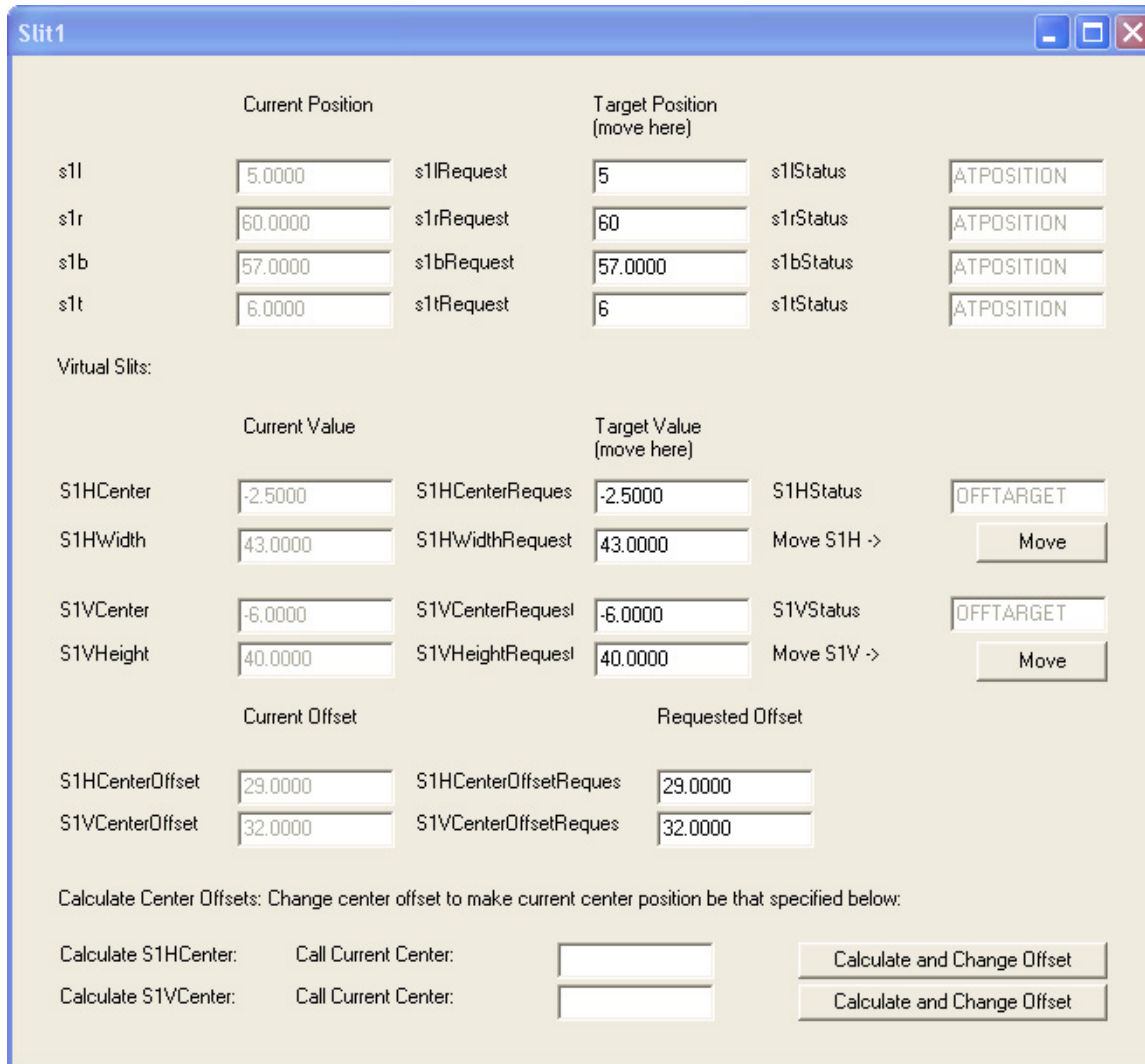 Slit1
Current Position Target Position
(move here)
s1l 5.0000 s1lRequest 5 s1lStatus ATPOSITION
s1r 60.0000 s1rRequest 60 s1rStatus ATPOSITION
s1b 57.0000 s1bRequest 57.0000 s1bStatus ATPOSITION
s1t 6.0000 s1tRequest 6 s1tStatus ATPOSITION
Virtual Slits:
Current Value Target Value
(move here)
S1HCenter -2.5000 S1HCenterReques -2.5000 S1HStatus OFFTARGET
S1HWidth 43.0000 S1HWidthRequest 43.0000 Move S1H -> Move
S1VCenter -6.0000 S1VCenterRequest -6.0000 S1VStatus OFFTARGET
S1VHeight 40.0000 S1VHeightRequest 40.0000 Move S1V -> Move
Current Offset Requested Offset
S1HCenterOffset 29.0000 S1HCenterOffsetReques 29.0000
S1VCenterOffset 32.0000 S1VCenterOffsetReques 32.0000
Calculate Center Offsets: Change center offset to make current center position be that specified below:
Calculate S1HCenter: Call Current Center: Calculate and Change Offset
Calculate S1VCenter: Call Current Center: Calculate and Change Offset